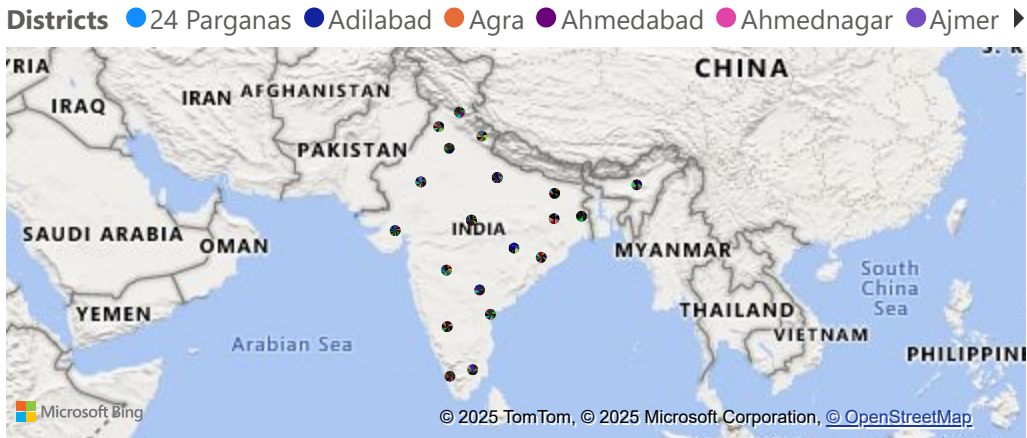 Districts 24 Parganas Adilabad Agra Ahmedabad Ahmednagar Ajmer
CHINA
IRAQ
IRAN
AFGHANISTAN
PAKISTAN
SAUDI ARABIA
OMAN
INDIA
MYANMAR
South
China
Sea
YEMEN
THAILAND
VIETNAM
Arabian Sea
PHILIPPINE
Microsoft Bing
© 2025 TomTom, © 2025 Microsoft Corporation, © OpenStreetMap